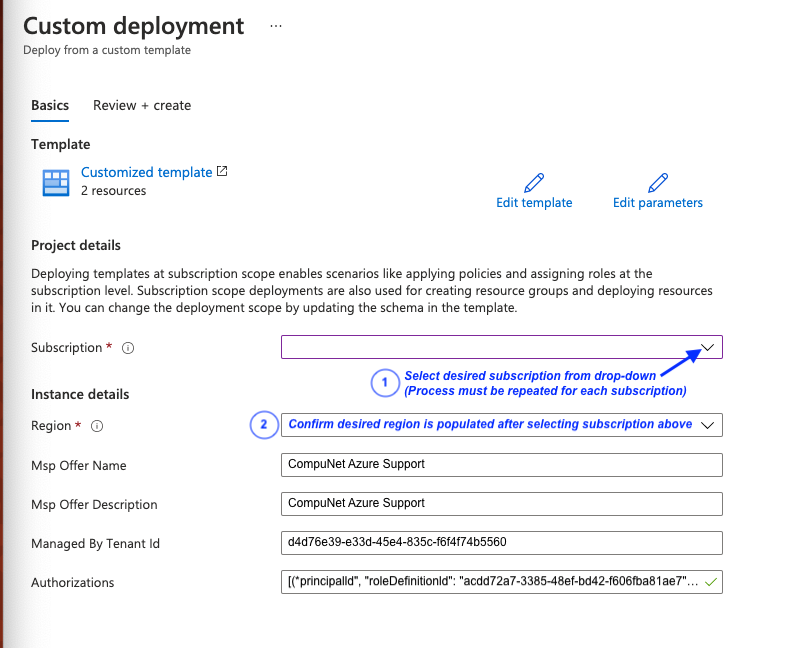 Custom deployment ...
Deploy from a custom template
Basics Review + create
Template
Customized template
2 resources
Edit template Edit parameters
Project details
Deploying templates at subscription scope enables scenarios like applying policies and assigning roles at the
subscription level. Subscription scope deployments are also used for creating resource groups and deploying resources
in it. You can change the deployment scope by updating the schema in the template.
Subscription *
1 Select desired subscription from drop-down
(Process must be repeated for each subscription)
Instance details
Region * 2 Confirm desired region is populated after selecting subscription above
Msp Offer Name CompuNet Azure Support
Msp Offer Description CompuNet Azure Support
Managed By Tenant Id d4d76e39-e33d-45e4-835c-f6f4f74b5560
Authorizations [("principalId", "roleDefinitionId": "acdd72a7-3385-48ef-bd42-f606fba81ae7"...